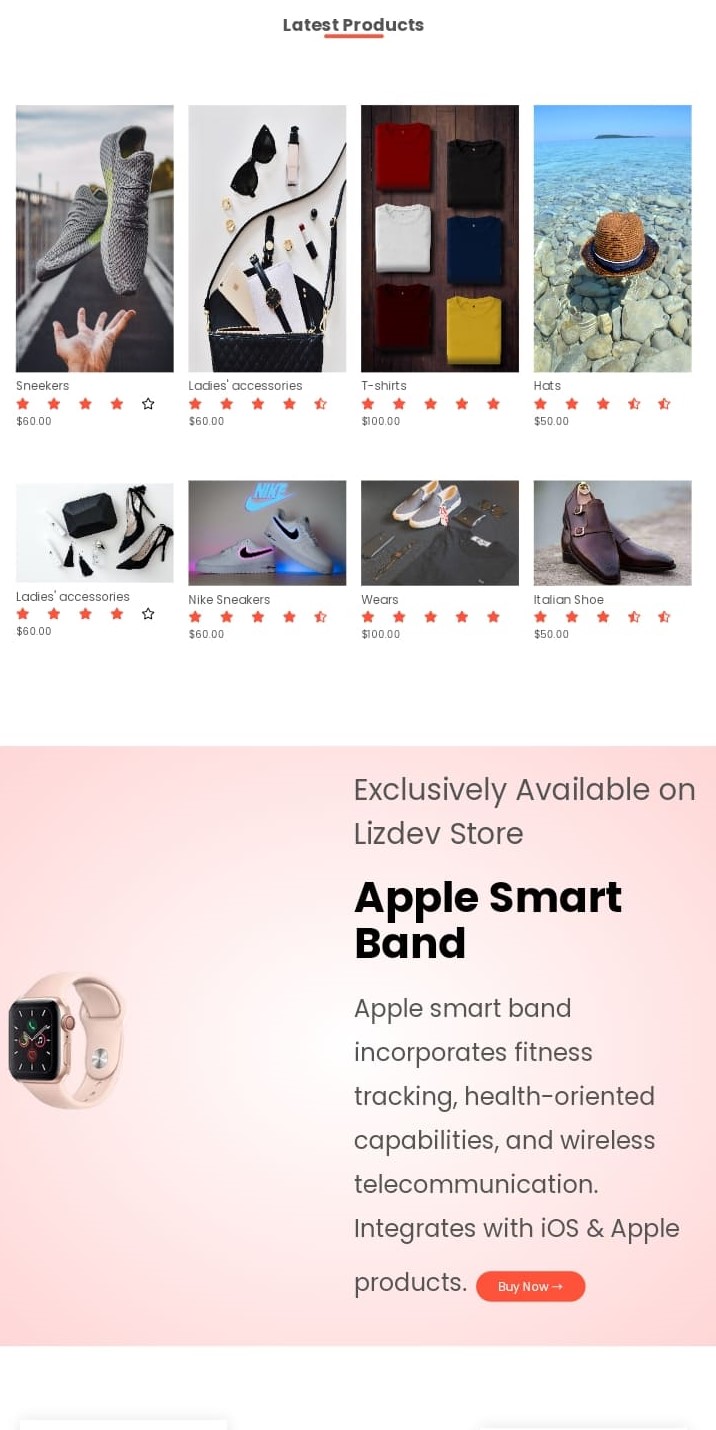 Latest Products
Sneekers
Ladies' accessories
T-shirts
Hats
$60.00
$60.00
$100.00
$50.00
NIKE
Ladies' accessories
Nike Sneakers
Wears
Italian Shoe
$60.00
$60.00
$100.00
$50.00
Exclusively Available on
Lizdev Store
Apple Smart
Band
Apple smart band
incorporates fitness
tracking, health-oriented
capabilities, and wireless
telecommunication.
Integrates with iOS & Apple
products. Buy Now →